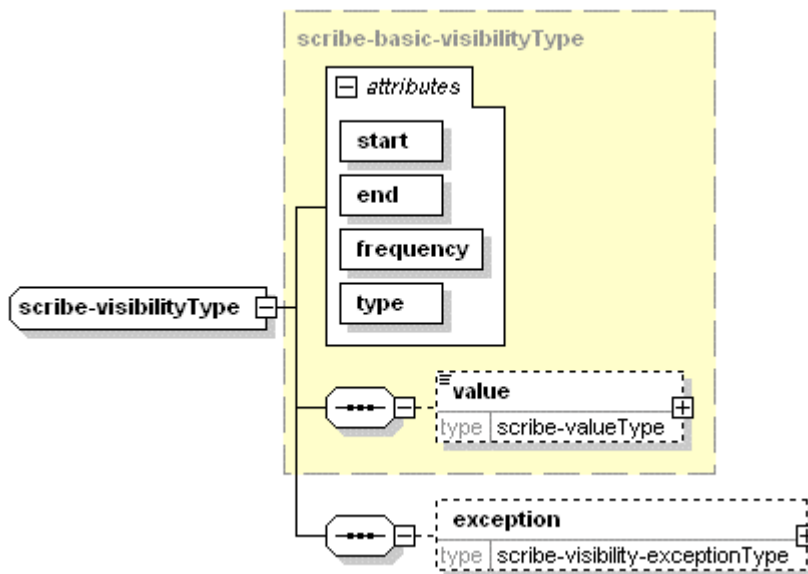 scribe-basic-visibilityType
attributes
start
end
frequency
type
scribe-visibilityType
value
type scribe-valueType
exception
type scribe-visibility-exceptionType